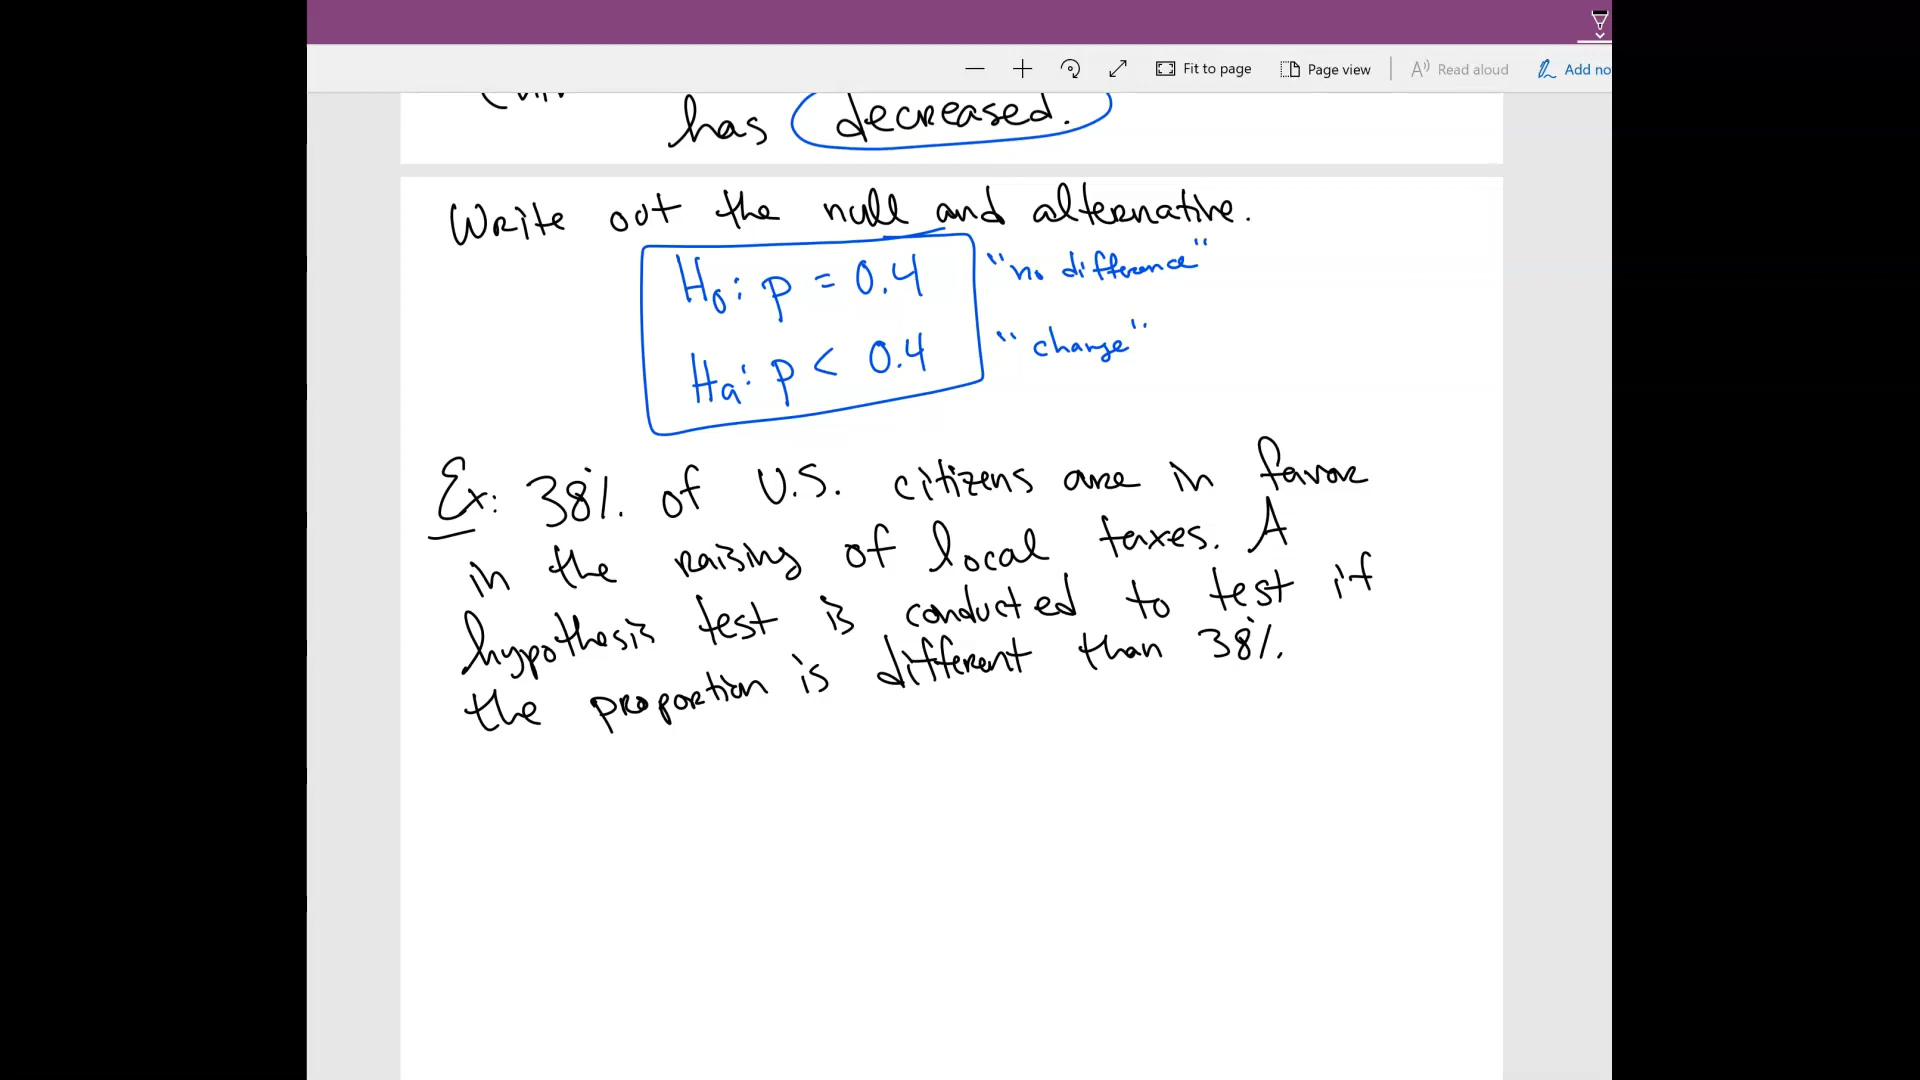 Fit to page
Page view
Read aloud
Add no
has decreased.
Write out the null and alternative.
H0: p = 0.4 "no difference"
Ha: p < 0.4 "change"
Ex: 38% of U.S. citizens are in favor
in the raising of local taxes. A
hypothesis test is conducted to test if
the proportion is different than 38%.